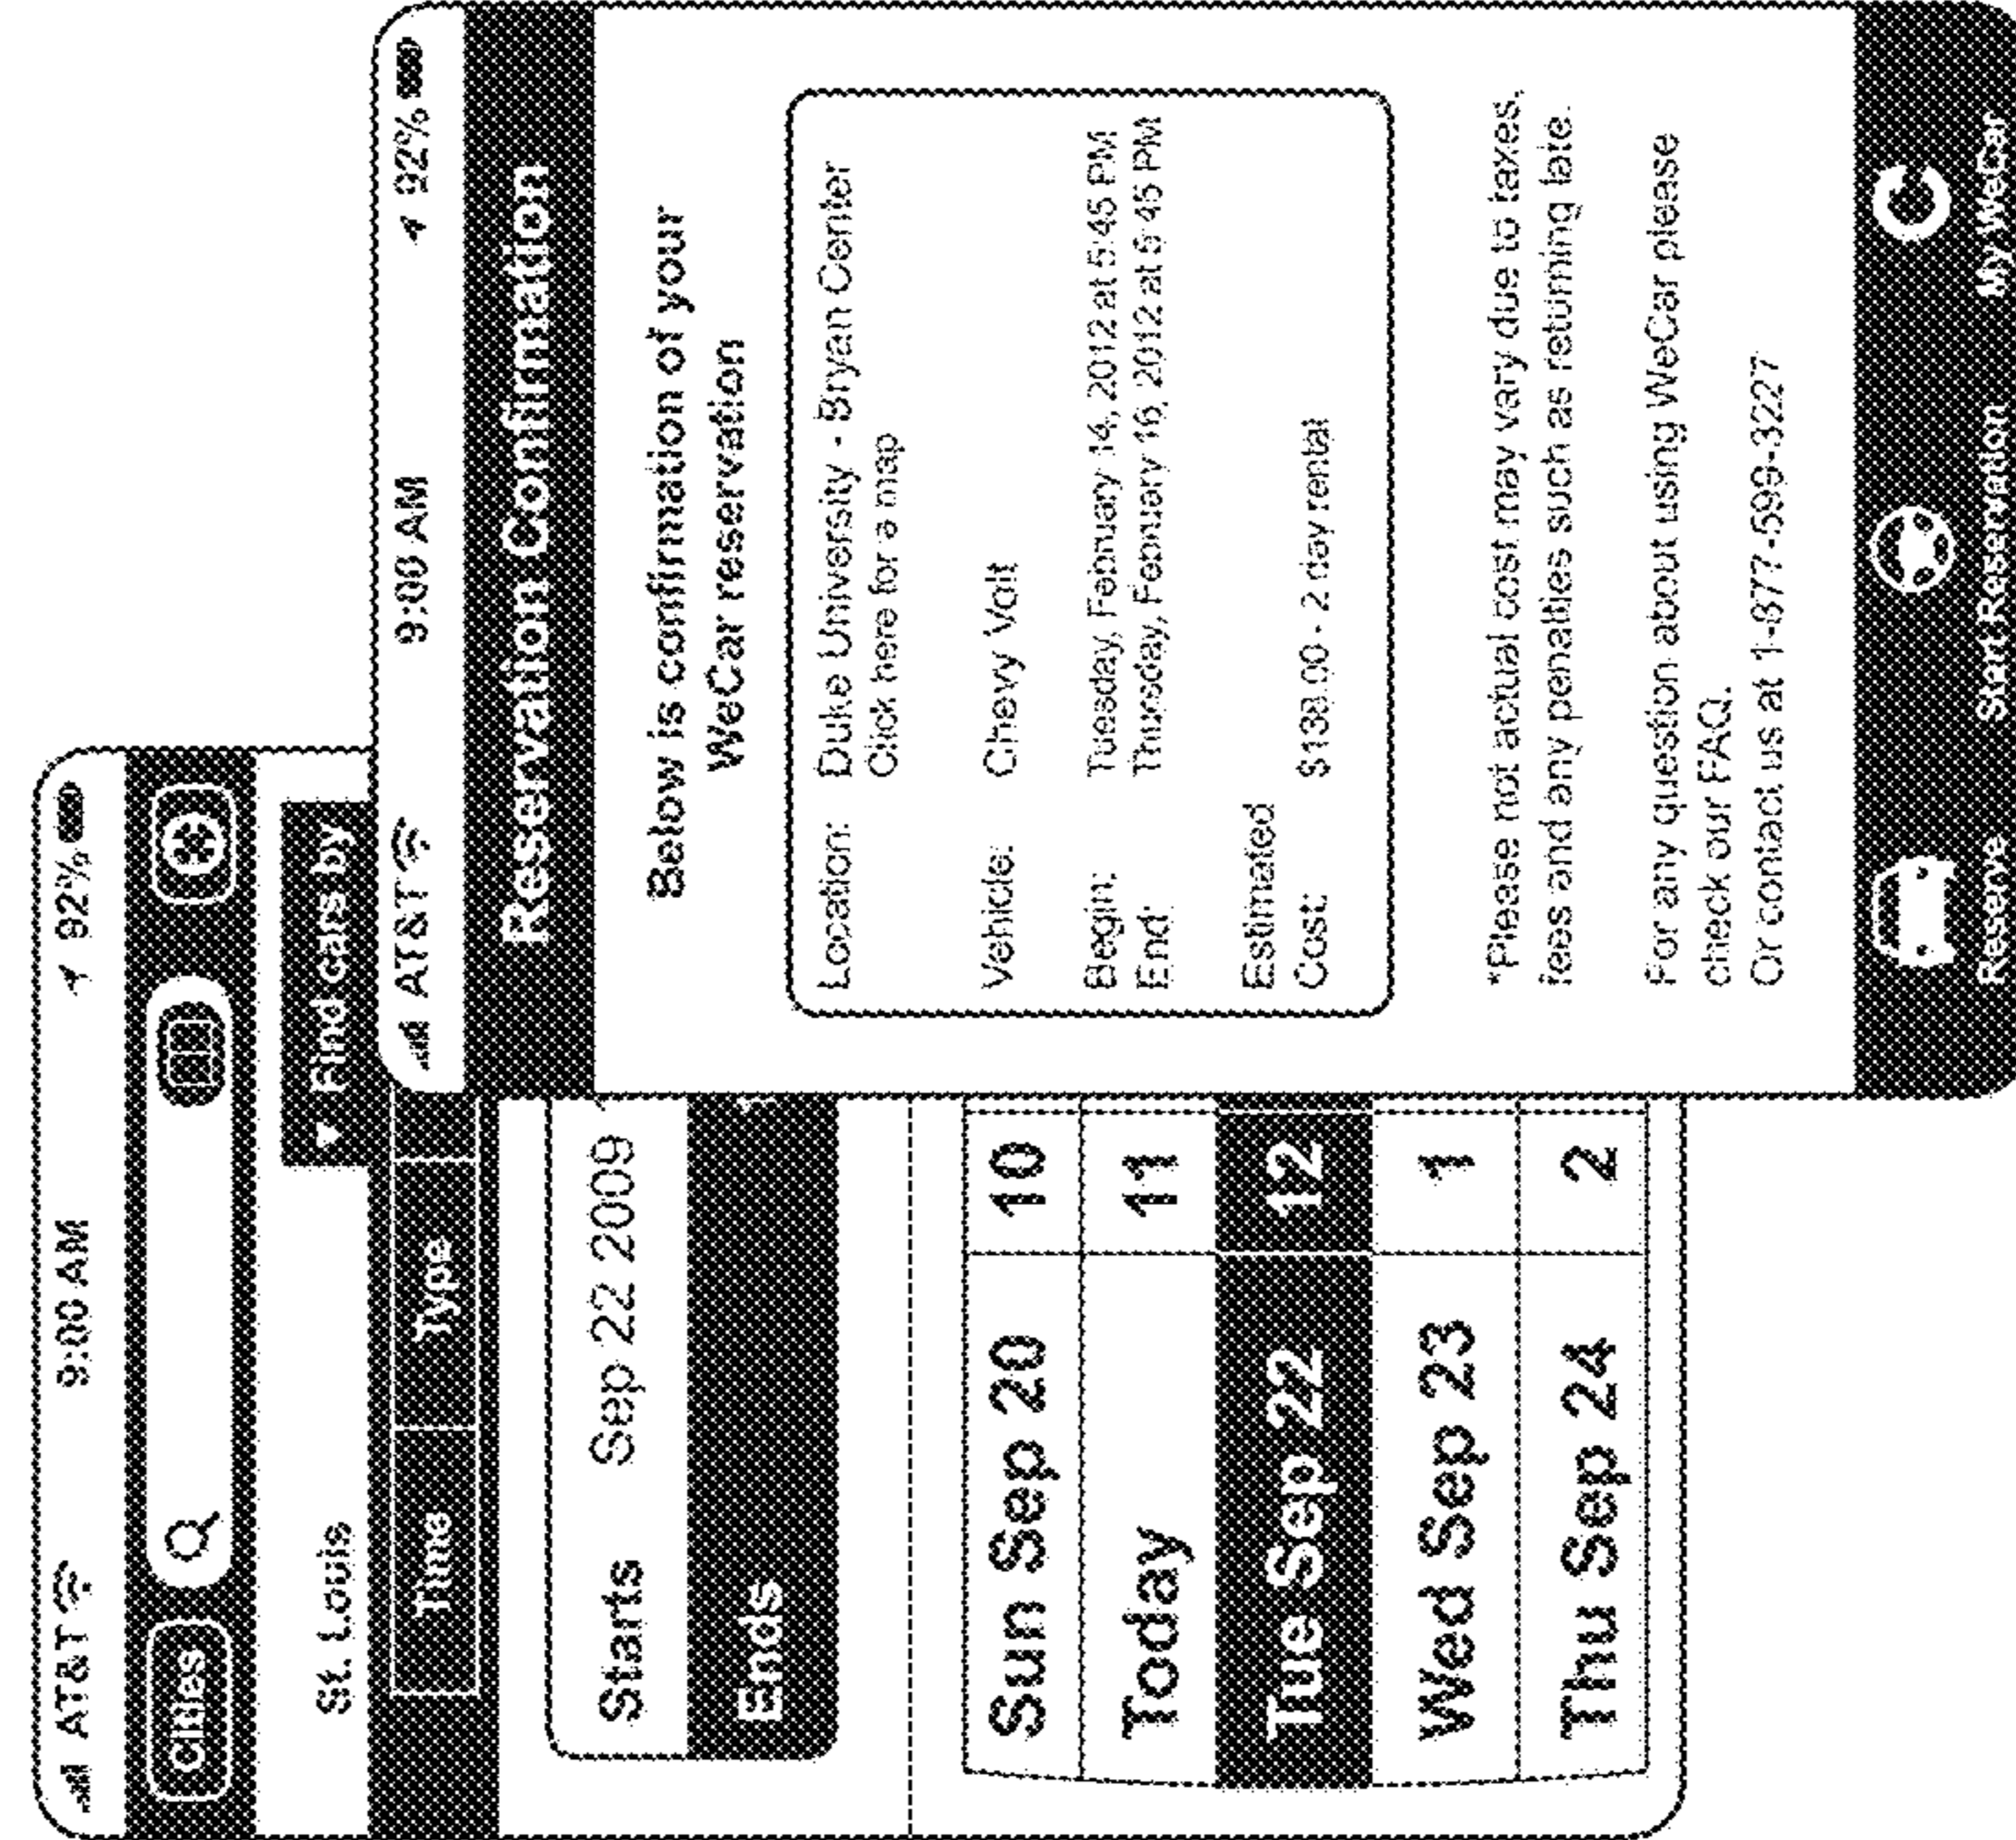 AT&T 9:00 AM 92%
Cities
St. Louis
Find cars by
Time Type
Starts Sep 22 2009
Ends
Sun Sep 20 10
Today 11
Tue Sep 22 12
Wed Sep 23 1
Thu Sep 24 2
AT&T 9:00 AM 92%
Reservation Confirmation
Below is confirmation of your
WeCar reservation
Location: Duke University - Bryan Center
Click here for a map
Vehicle: Chevy Volt
Begin: Tuesday, February 14, 2012 at 5:45 PM
End: Thursday, February 16, 2012 at 5:45 PM
Estimated
Cost: $138.00 - 2 day rental
*Please not actual cost may vary due to taxes,
fees and any penalties such as returning late.
For any question about using WeCar please
check our FAQ.
Or contact us at 1-877-599-3227
Reserve Start Reservation My WeCar